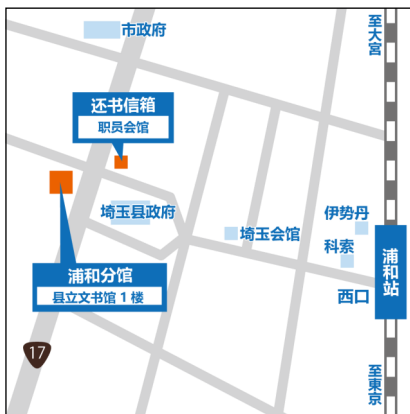 市政府
至大宮
还书信箱
职员会馆
埼玉县政府
伊势丹
埼玉会馆
科索
浦和站
浦和分馆
县立文书馆 1 楼
西口
17
至東京